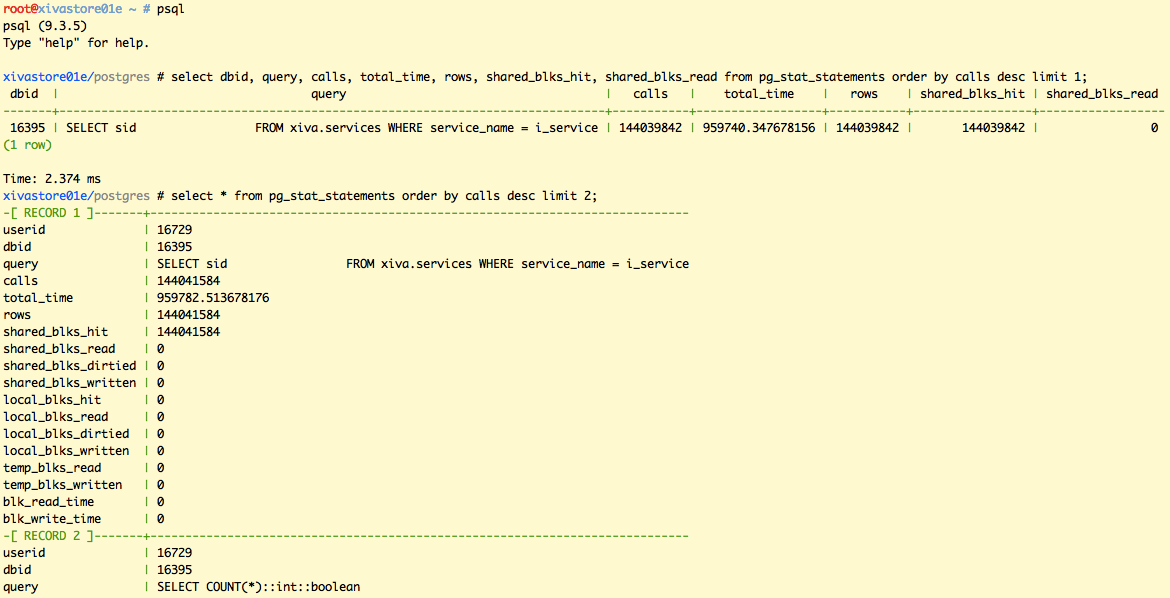 root@xivastore01e ~ # psql
psql (9.3.5)
Type "help" for help.

xivastore01e/postgres # select dbid, query, calls, total_time, rows, shared_blks_hit, shared_blks_read from pg_stat_statements order by calls desc limit 1;
 dbid  |                                    query                                     |   calls   |    total_time    |   rows    | shared_blks_hit | shared_blks_read
-------+------------------------------------------------------------------------------+-----------+------------------+-----------+-----------------+------------------
 16395 | SELECT sid                 FROM xiva.services WHERE service_name = i_service | 144039842 | 959740.347678156 | 144039842 |       144039842 |                0
(1 row)

Time: 2.374 ms
xivastore01e/postgres # select * from pg_stat_statements order by calls desc limit 2;
-[ RECORD 1 ]-------+-----------------------------------------------------------------------------
userid              | 16729
dbid                | 16395
query               | SELECT sid                 FROM xiva.services WHERE service_name = i_service
calls               | 144041584
total_time          | 959782.513678176
rows                | 144041584
shared_blks_hit     | 144041584
shared_blks_read    | 0
shared_blks_dirtied | 0
shared_blks_written | 0
local_blks_hit      | 0
local_blks_read     | 0
local_blks_dirtied  | 0
local_blks_written  | 0
temp_blks_read      | 0
temp_blks_written   | 0
blk_read_time       | 0
blk_write_time      | 0
-[ RECORD 2 ]-------+-----------------------------------------------------------------------------
userid              | 16729
dbid                | 16395
query               | SELECT COUNT(*)::int::boolean